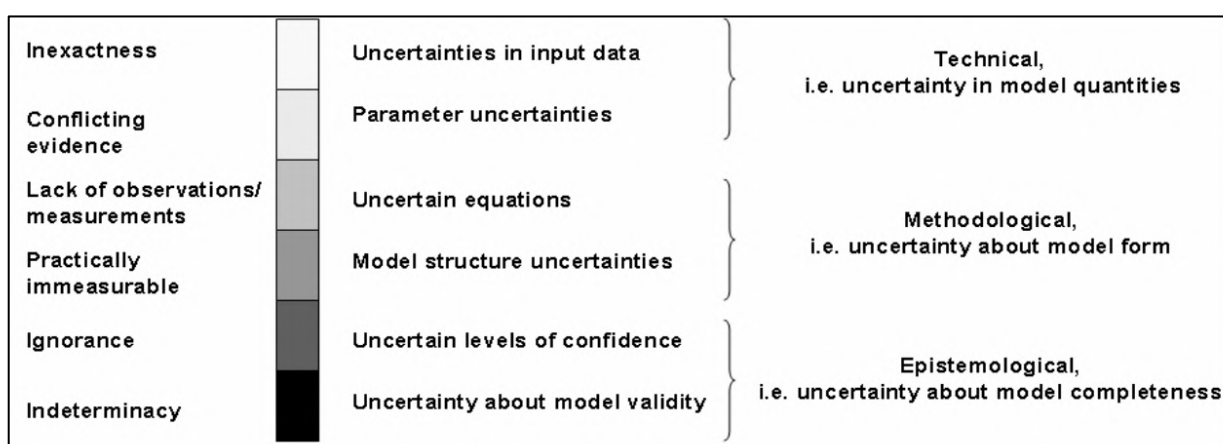 Inexactness
Uncertainties in input data
Technical,
i.e. uncertainty in model quantities
Conflicting
evidence
Parameter uncertainties
Lack of observations/
measurements
Uncertain equations
Methodological,
i.e. uncertainty about model form
Practically
immeasurable
Model structure uncertainties
Ignorance
Uncertain levels of confidence
Epistemological,
i.e. uncertainty about model completeness
Indeterminacy
Uncertainty about model validity